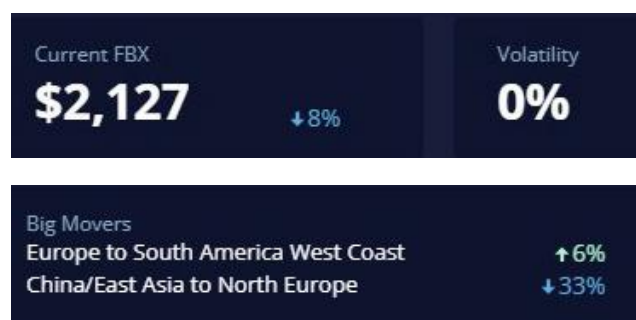 Current FBX
Volatility
$2,127
↓8%
0%
Big Movers
Europe to South America West Coast ↑6%
China/East Asia to North Europe ↓33%